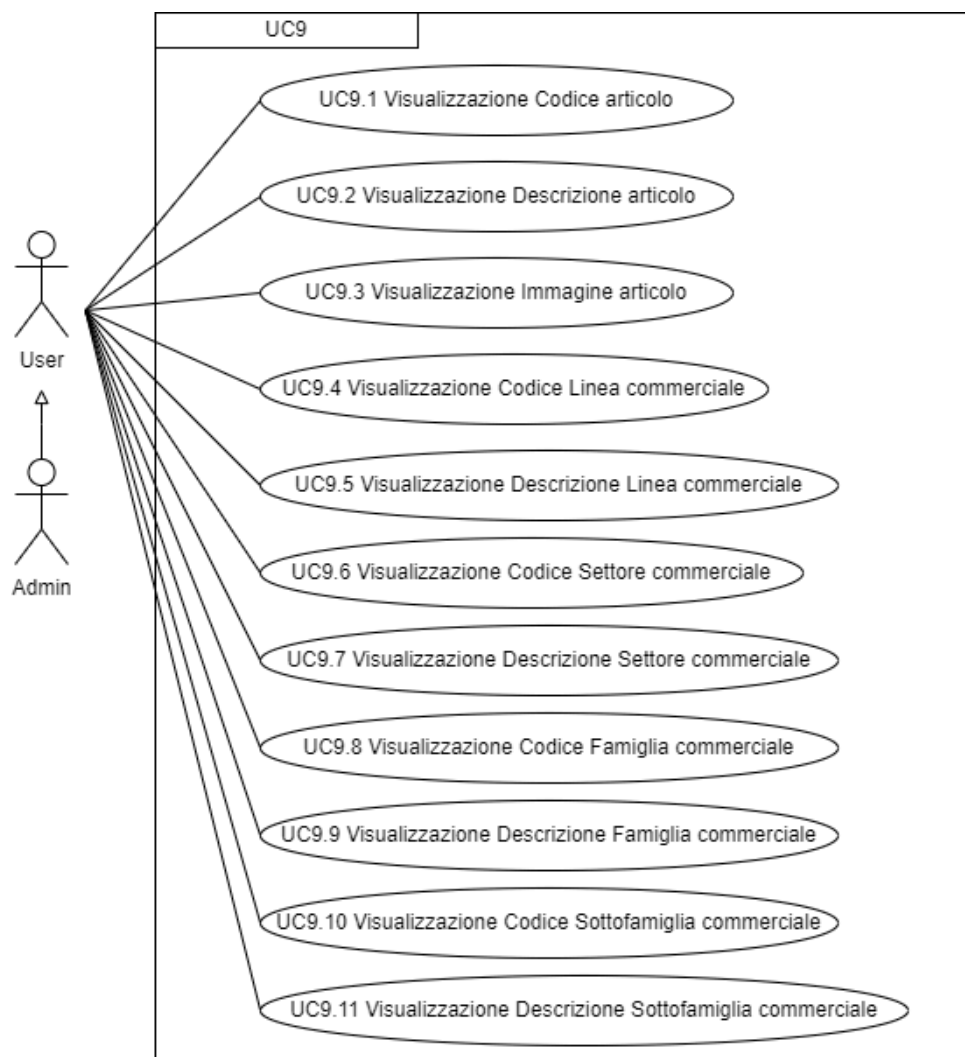 UC9
UC9.1 Visualizzazione Codice articolo
UC9.2 Visualizzazione Descrizione articolo
UC9.3 Visualizzazione Immagine articolo
User
UC9.4 Visualizzazione Codice Linea commerciale
UC9.5 Visualizzazione Descrizione Linea commerciale
UC9.6 Visualizzazione Codice Settore commerciale
Admin
UC9.7 Visualizzazione Descrizione Settore commerciale
UC9.8 Visualizzazione Codice Famiglia commerciale
UC9.9 Visualizzazione Descrizione Famiglia commerciale
UC9.10 Visualizzazione Codice Sottofamiglia commerciale
UC9.11 Visualizzazione Descrizione Sottofamiglia commerciale